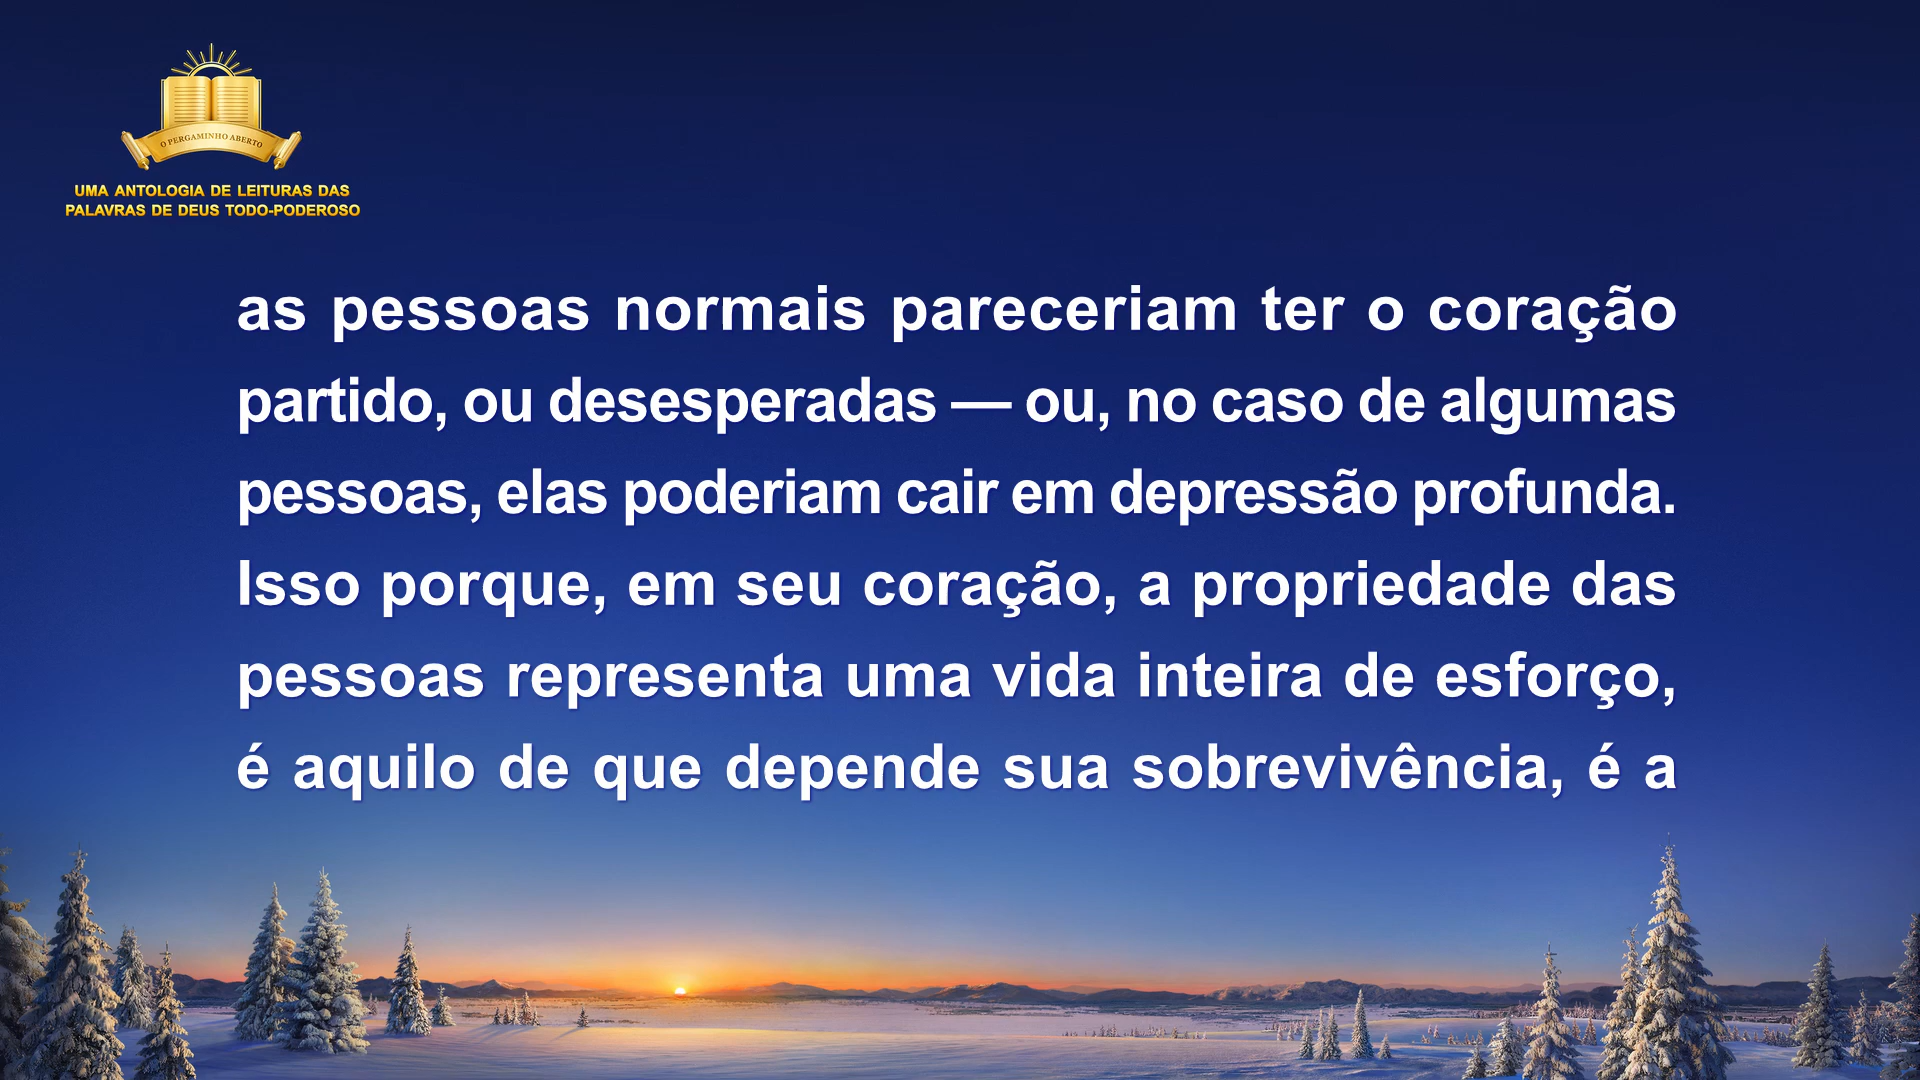 O PERGAMINHO ABERTO
UMA ANTOLOGIA DE LEITURAS DAS
PALAVRAS DE DEUS TODO-PODEROSO
as pessoas normais pareceriam ter o coração
partido, ou desesperadas — ou, no caso de algumas
pessoas, elas poderiam cair em depressão profunda.
Isso porque, em seu coração, a propriedade das
pessoas representa uma vida inteira de esforço,
é aquilo de que depende sua sobrevivência, é a